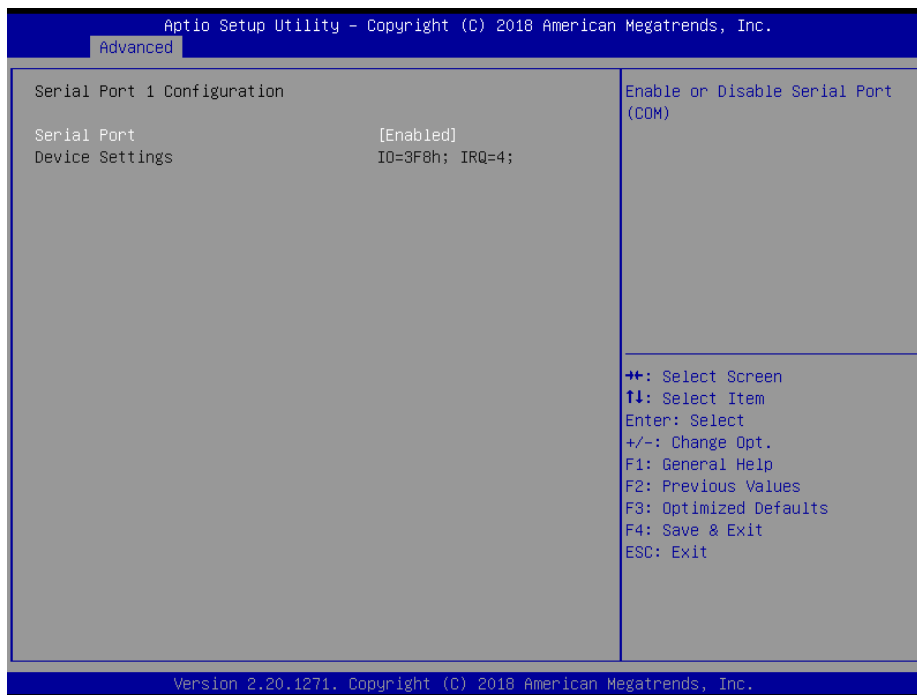 Aptio Setup Utility – Copyright (C) 2018 American Megatrends, Inc.
Advanced
Serial Port 1 Configuration
Serial Port [Enabled]
Device Settings IO=3F8h; IRQ=4;
Enable or Disable Serial Port
(COM)
→←: Select Screen
↑↓: Select Item
Enter: Select
+/-: Change Opt.
F1: General Help
F2: Previous Values
F3: Optimized Defaults
F4: Save & Exit
ESC: Exit
Version 2.20.1271. Copyright (C) 2018 American Megatrends, Inc.